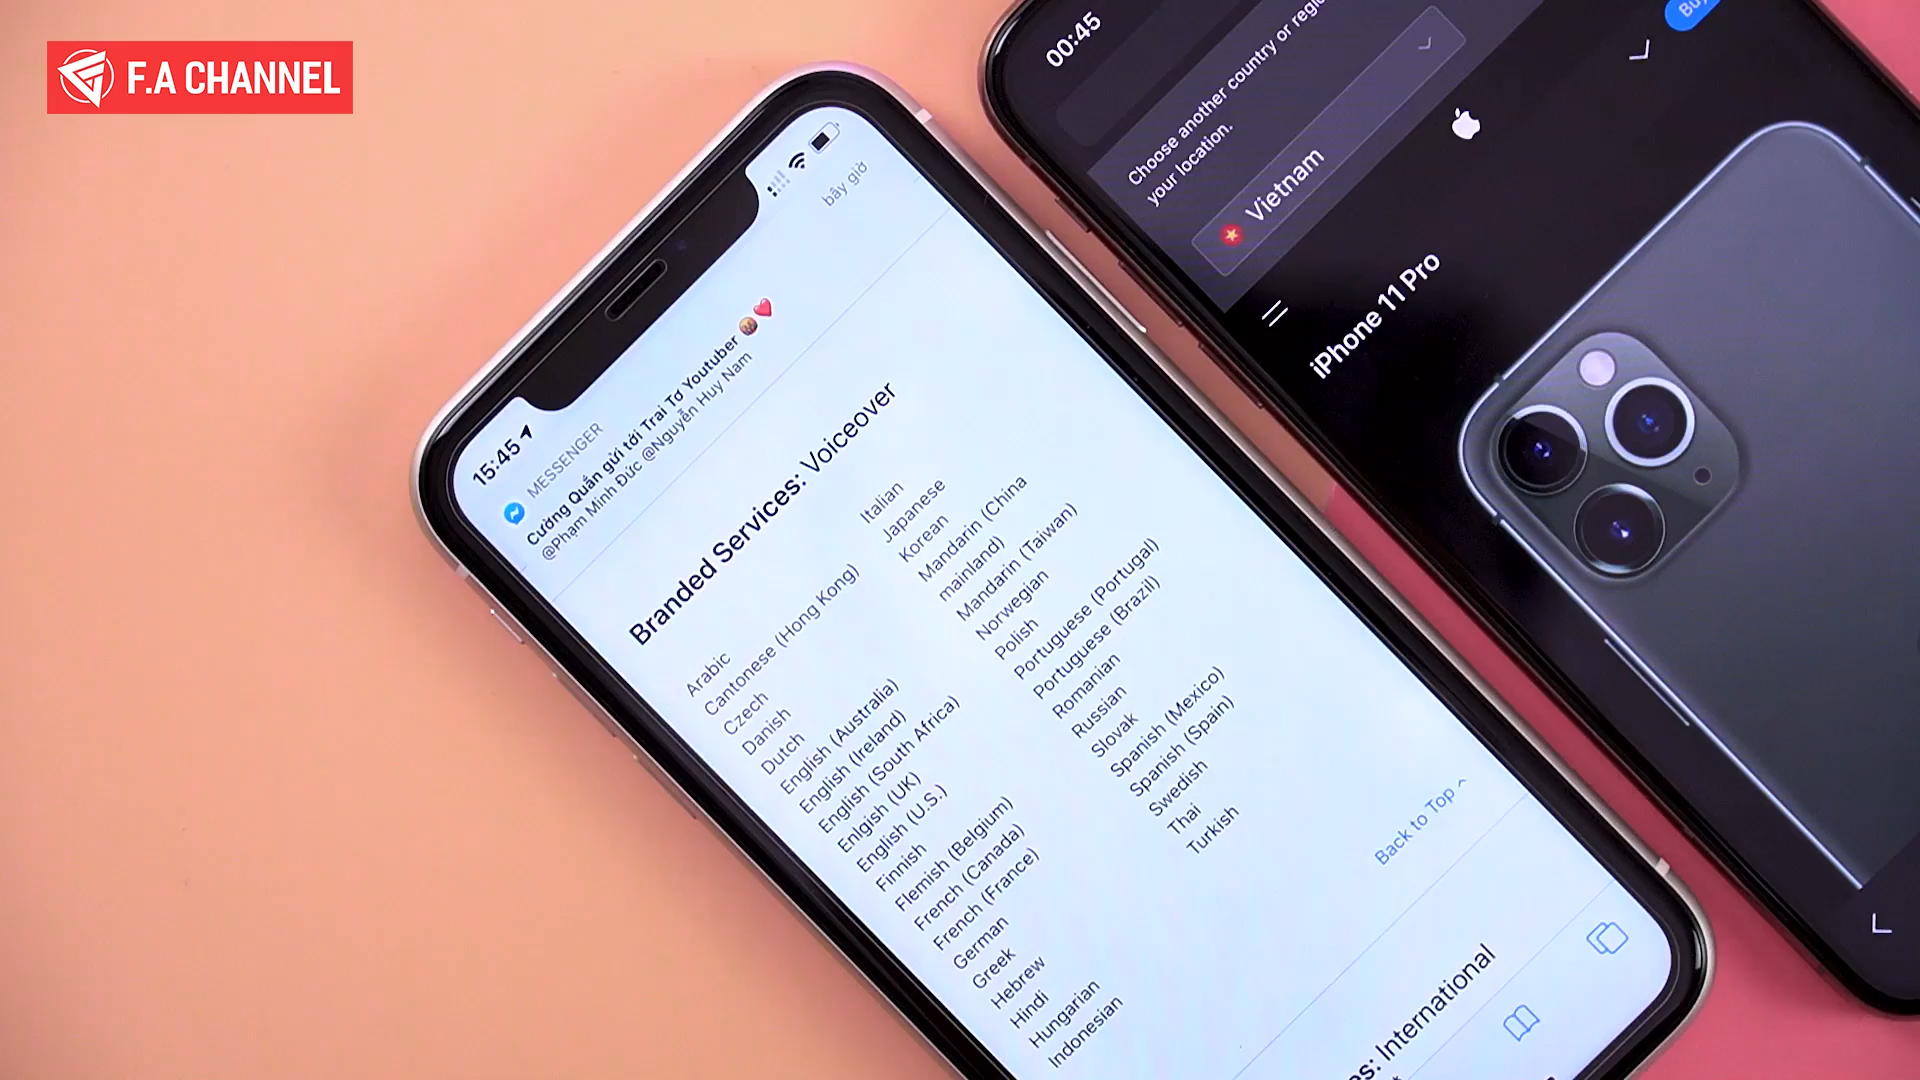 F.A CHANNEL
15:45
MESSENGER
bây giờ
Cường Quắn gửi tới Trai Tơ Youtuber
@Phạm Minh Đức @Nguyễn Huy Nam
Branded Services: Voiceover
Arabic
Cantonese (Hong Kong)
Czech
Danish
Dutch
English (Australia)
English (Ireland)
English (South Africa)
Enlgish (UK)
English (U.S.)
Finnish
Flemish (Belgium)
French (Canada)
French (France)
German
Greek
Hebrew
Hindi
Hungarian
Indonesian
Italian
Japanese
Korean
Mandarin (China
mainland)
Mandarin (Taiwan)
Norwegian
Polish
Portuguese (Portugal)
Portuguese (Brazil)
Romanian
Russian
Slovak
Spanish (Mexico)
Spanish (Spain)
Swedish
Thai
Turkish
Back to Top
International
00:45
Choose another country or
your location.
Vietnam
iPhone 11 Pro